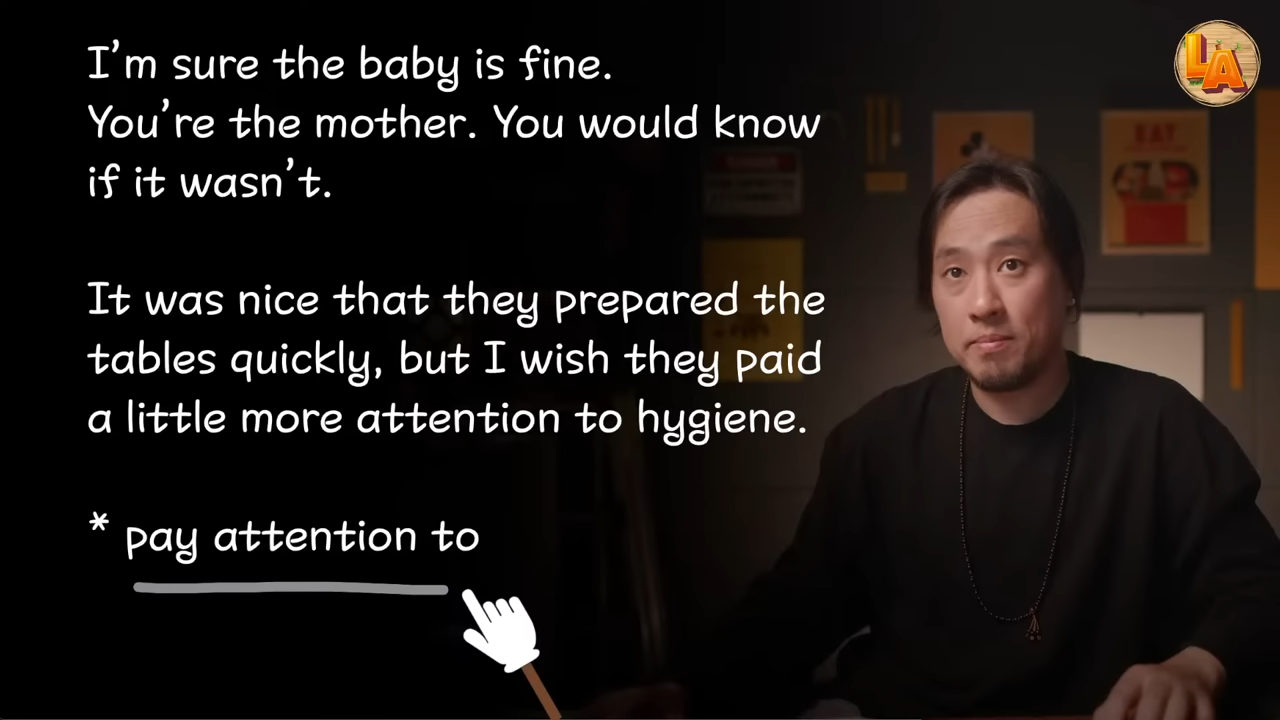 I'm sure the baby is fine.
You're the mother. You would know
if it wasn't.
It was nice that they prepared the
tables quickly, but I wish they paid
a little more attention to hygiene.
* pay attention to
LA
EAT